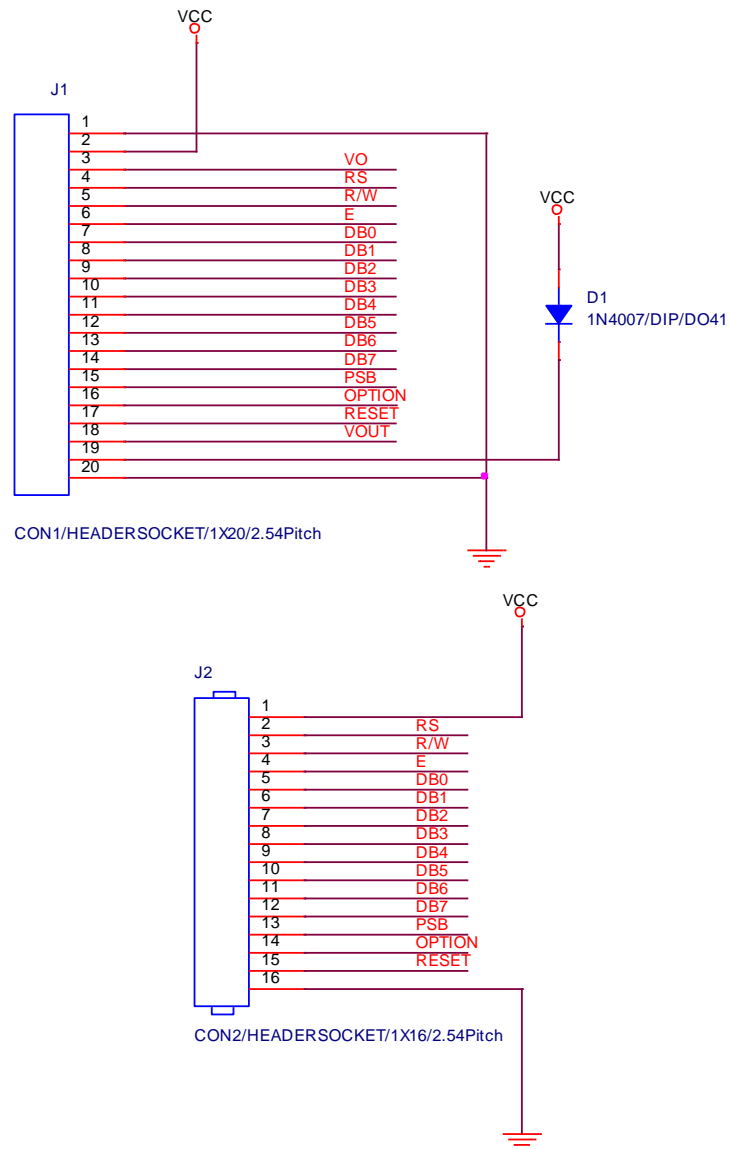 VCC
J1
1
2
3 VO
4 RS
5 R/W
6 E
7 DB0
8 DB1
9 DB2
10 DB3
11 DB4
12 DB5
13 DB6
14 DB7
15 PSB
16 OPTION
17 RESET
18 VOUT
19
20
CON1/HEADERSOCKET/1X20/2.54Pitch
VCC
D1
1N4007/DIP/DO41
VCC
J2
1
2 RS
3 R/W
4 E
5 DB0
6 DB1
7 DB2
8 DB3
9 DB4
10 DB5
11 DB6
12 DB7
13 PSB
14 OPTION
15 RESET
16
CON2/HEADERSOCKET/1X16/2.54Pitch